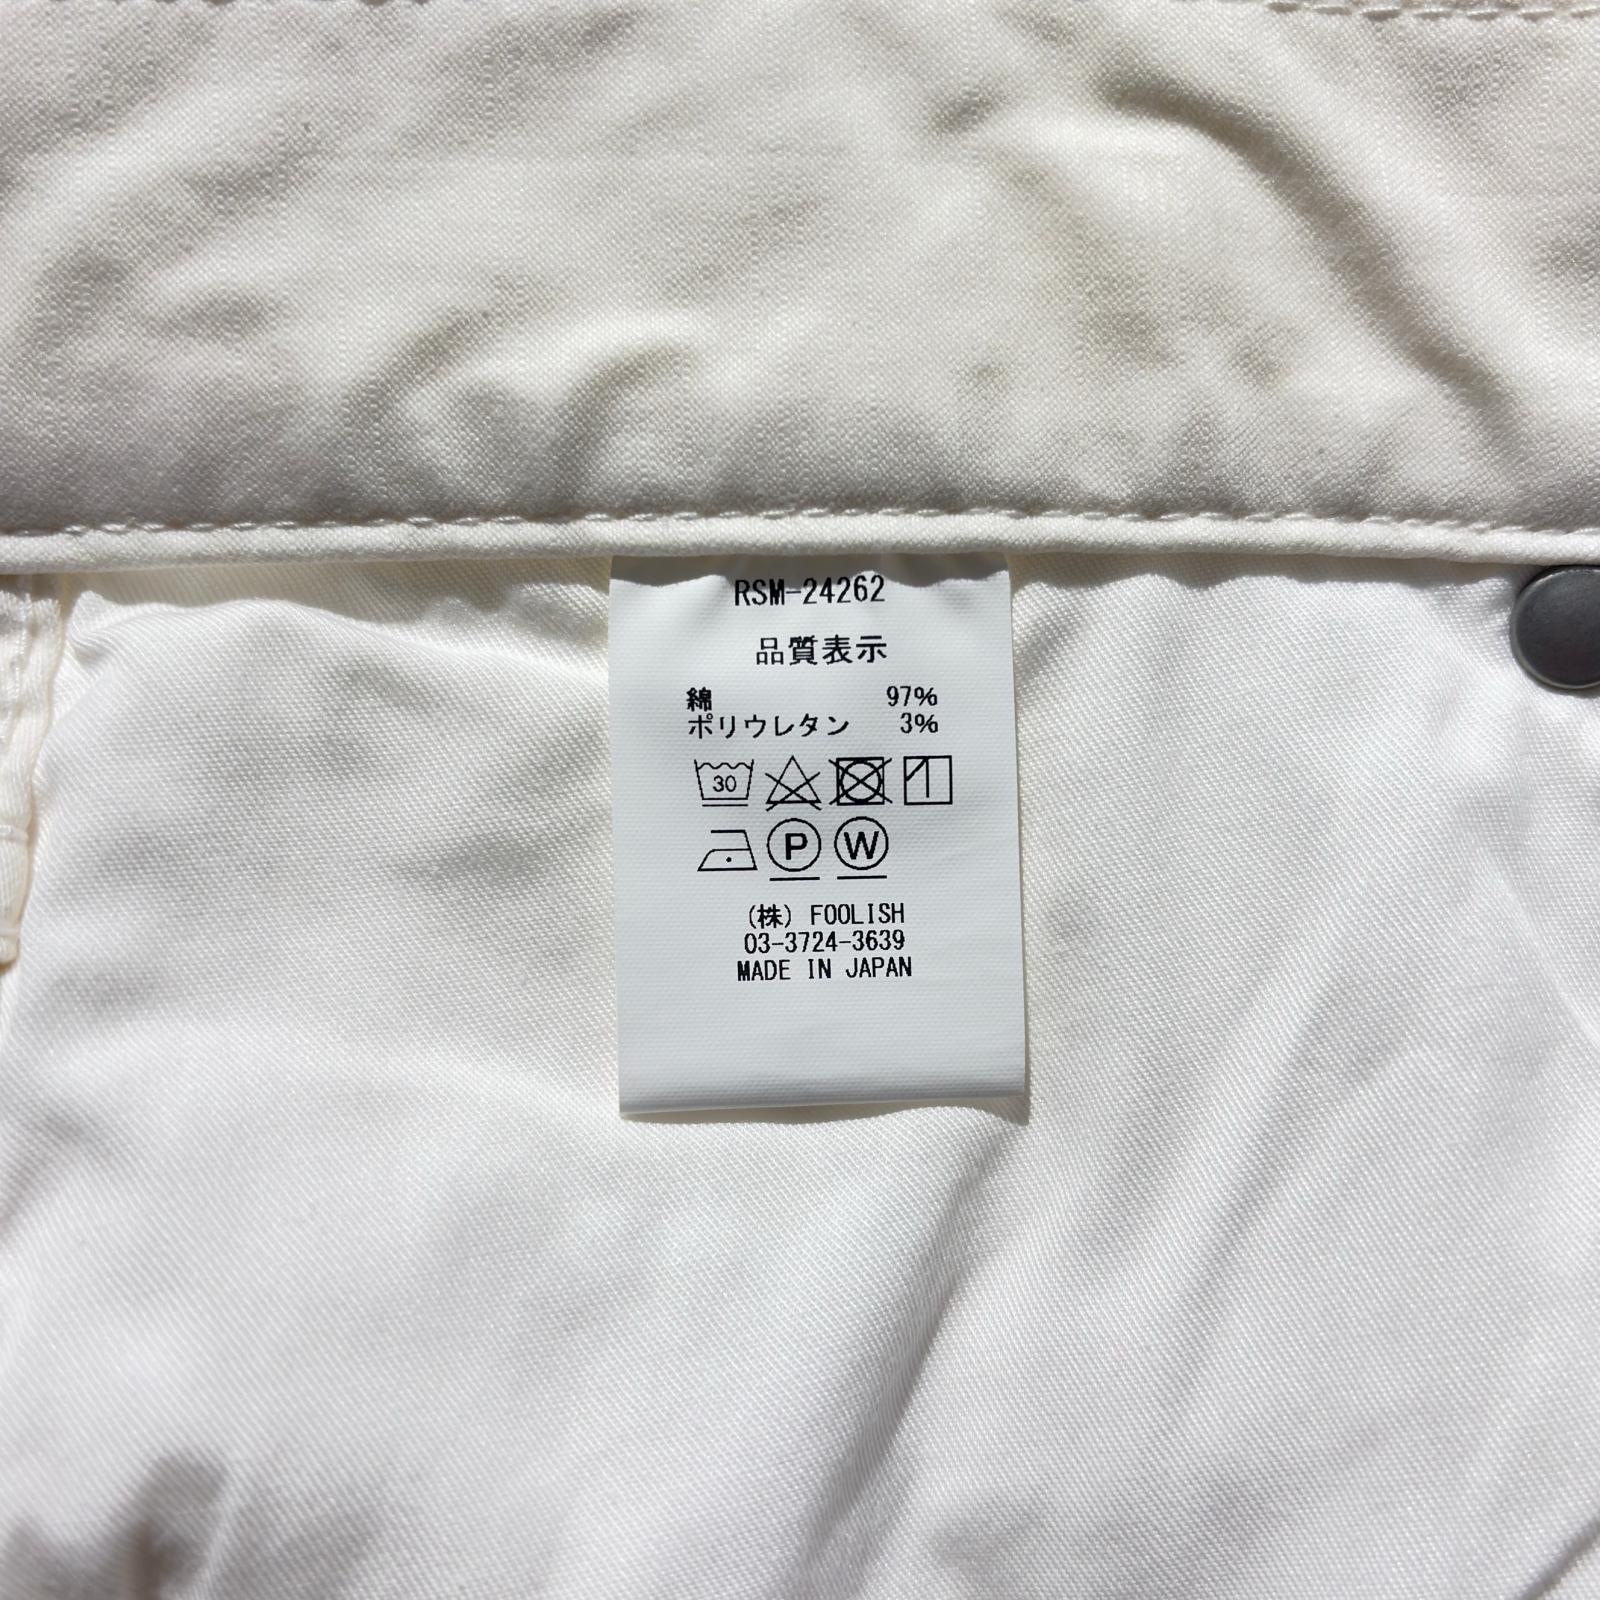 RSM-24262
品質表示
綿 97%
ポリウレタン 3%
30
P W
(株) FOOLISH
03-3724-3639
MADE IN JAPAN